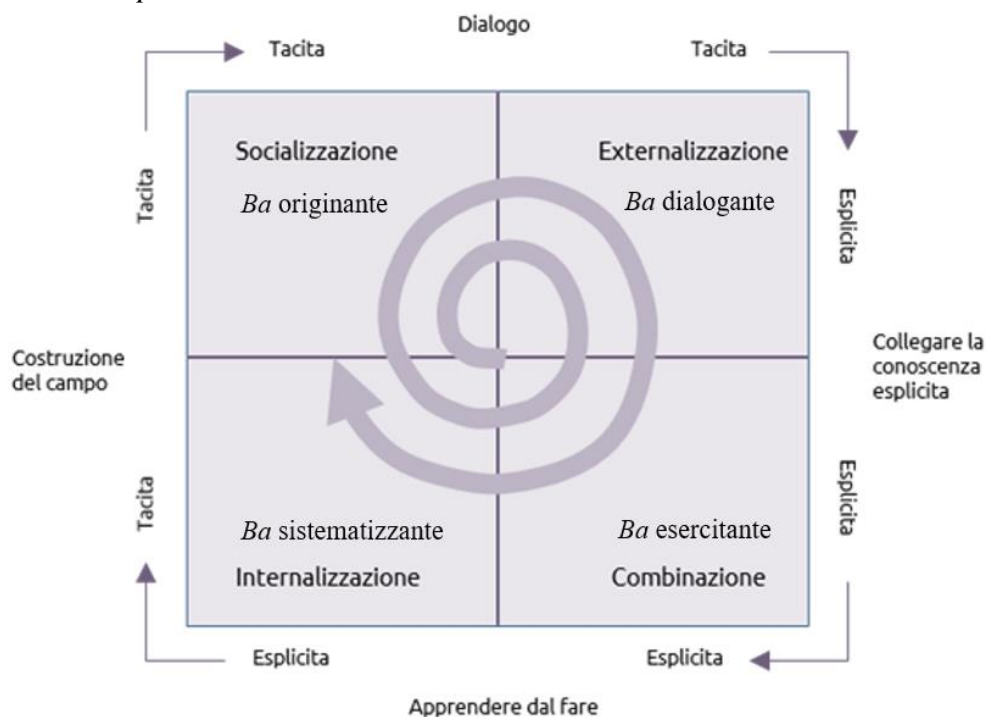 Dialogo
Tacita
Tacita
Socializzazione
Externalizzazione
Ba originante
Ba dialogante
Tacita
Esplicita
Costruzione
del campo
Collegare la
conoscenza
esplicita
Tacita
Esplicita
Ba sistematizzante
Ba esercitante
Internalizzazione
Combinazione
Esplicita
Esplicita
Apprendere dal fare